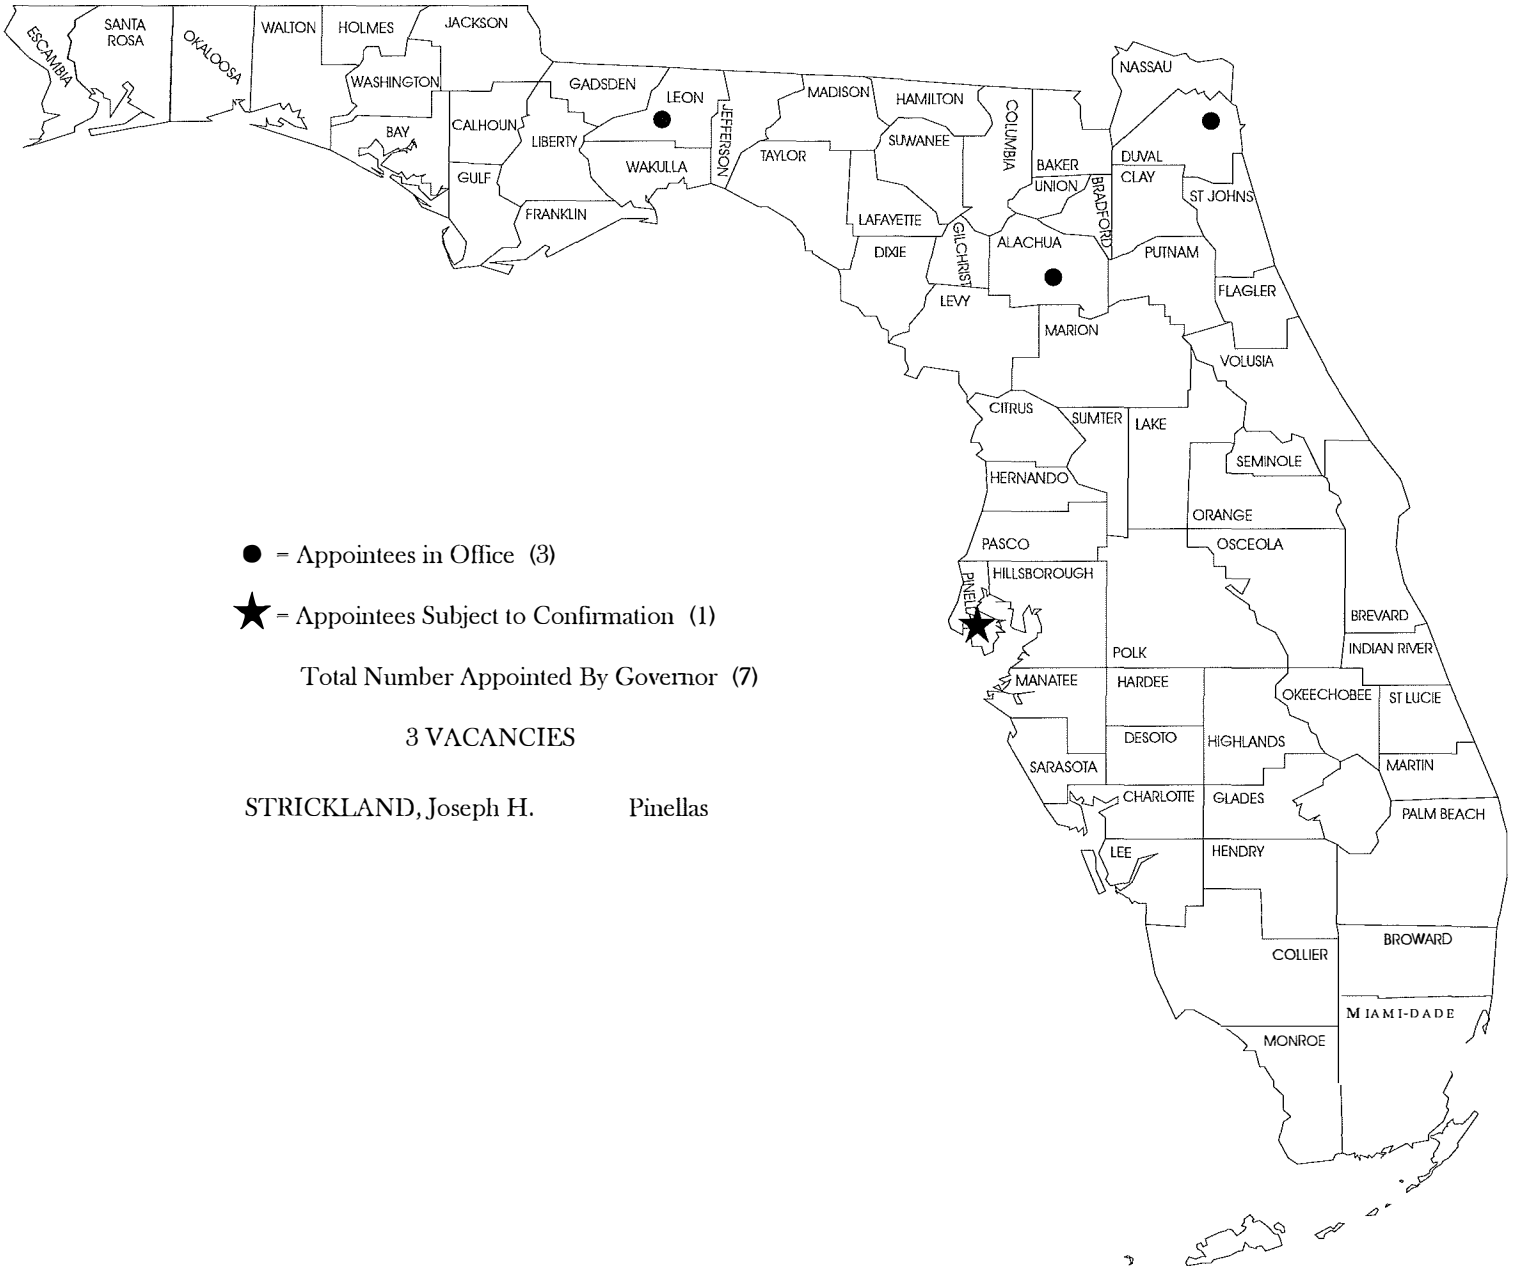 ESCAMBIA
SANTA
ROSA
OKALOOSA
WALTON
HOLMES
JACKSON
WASHINGTON
BAY
CALHOUN
GULF
GADSDEN
LIBERTY
FRANKLIN
LEON
WAKULLA
JEFFERSON
MADISON
TAYLOR
HAMILTON
SUWANEE
LAFAYETTE
DIXIE
COLUMBIA
GILCHRIST
LEVY
BAKER
UNION
BRADFORD
ALACHUA
NASSAU
DUVAL
CLAY
ST JOHNS
PUTNAM
FLAGLER
MARION
VOLUSIA
CITRUS
SUMTER
LAKE
SEMINOLE
HERNANDO
ORANGE
PASCO
OSCEOLA
HILLSBOROUGH
PINELL
POLK
BREVARD
INDIAN RIVER
MANATEE
HARDEE
OKEECHOBEE
ST LUCIE
DESOTO
HIGHLANDS
SARASOTA
MARTIN
CHARLOTTE
GLADES
PALM BEACH
LEE
HENDRY
BROWARD
COLLIER
MIAMI-DADE
MONROE
= Appointees in Office (3)
= Appointees Subject to Confirmation (1)
Total Number Appointed By Governor (7)
3 VACANCIES
STRICKLAND, Joseph H. Pinellas